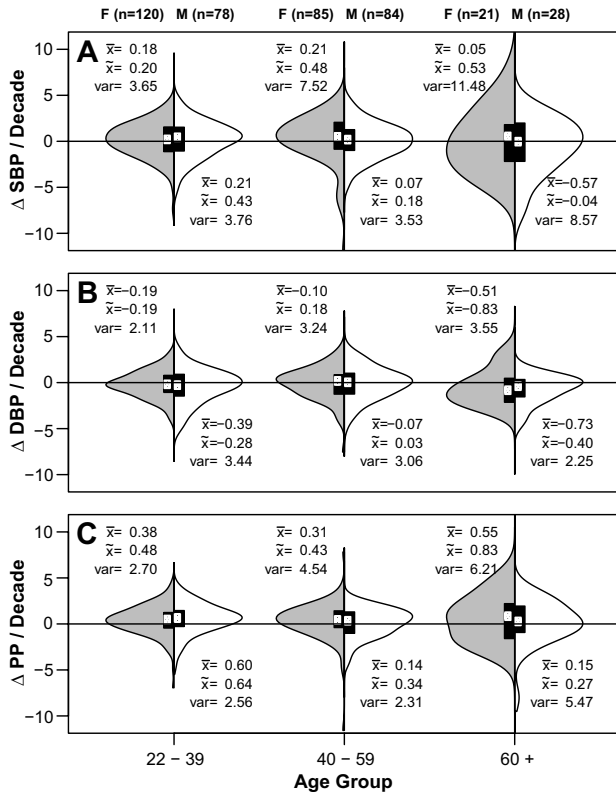 F (n=120) M (n=78) F (n=85) M (n=84) F (n=21) M (n=28)
A
Δ SBP / Decade
10
5
0
−5
−10
x̅= 0.18
x̃= 0.20
var= 3.65
x̅= 0.21
x̃= 0.43
var= 3.76
x̅= 0.21
x̃= 0.48
var= 7.52
x̅= 0.07
x̃= 0.18
var= 3.53
x̅= 0.05
x̃= 0.53
var=11.48
x̅=−0.57
x̃=−0.04
var= 8.57
B
Δ DBP / Decade
10
5
0
−5
−10
x̅=−0.19
x̃=−0.19
var= 2.11
x̅=−0.39
x̃=−0.28
var= 3.44
x̅=−0.10
x̃= 0.18
var= 3.24
x̅=−0.07
x̃= 0.03
var= 3.06
x̅=−0.51
x̃=−0.83
var= 3.55
x̅=−0.73
x̃=−0.40
var= 2.25
C
Δ PP / Decade
10
5
0
−5
−10
x̅= 0.38
x̃= 0.48
var= 2.70
x̅= 0.60
x̃= 0.64
var= 2.56
x̅= 0.31
x̃= 0.43
var= 4.54
x̅= 0.14
x̃= 0.34
var= 2.31
x̅= 0.55
x̃= 0.83
var= 6.21
x̅= 0.15
x̃= 0.27
var= 5.47
22 − 39 40 − 59 60 +
Age Group